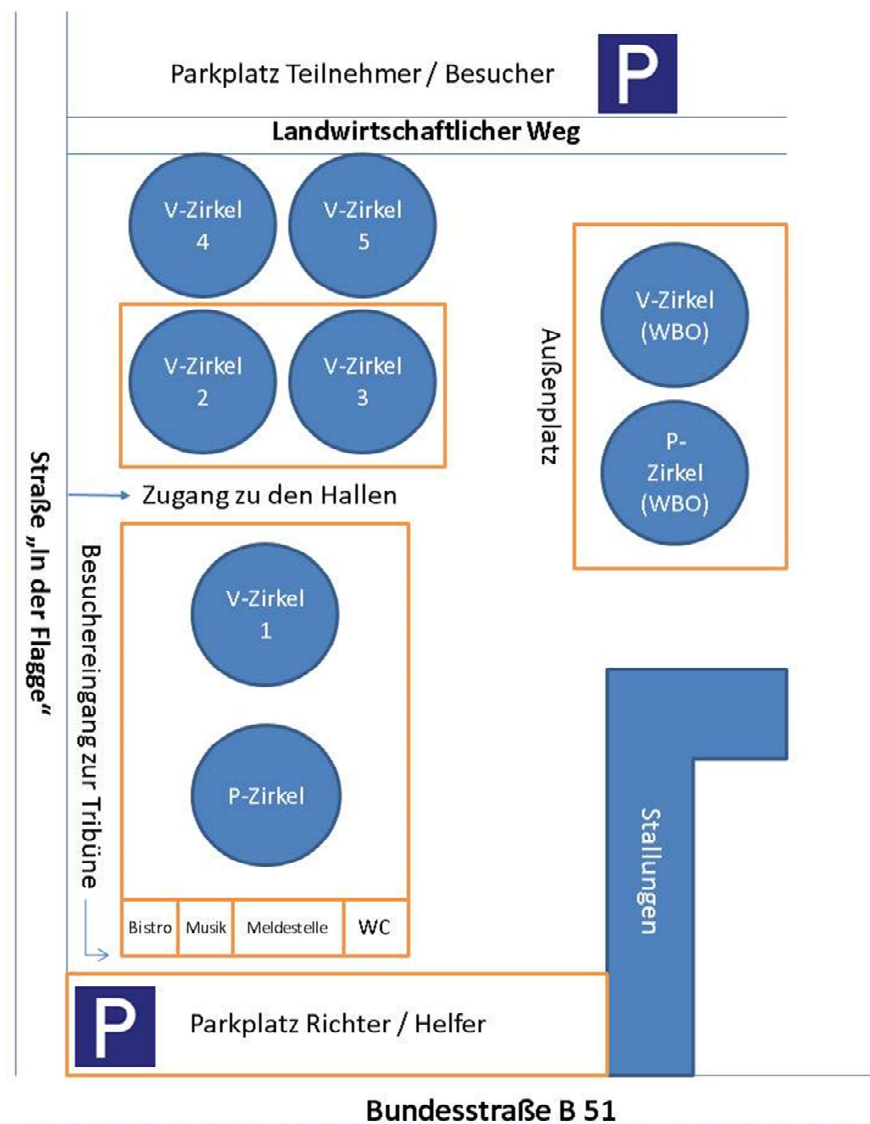 Parkplatz Teilnehmer / Besucher
P
Landwirtschaftlicher Weg
V-Zirkel
4
V-Zirkel
5
V-Zirkel
2
V-Zirkel
3
V-Zirkel
(WBO)
P-
Zirkel
(WBO)
Außenplatz
Straße „In der Flagge“
Zugang zu den Hallen
Besuchereingang zur Tribüne
V-Zirkel
1
P-Zirkel
Stallungen
Bistro
Musik
Meldestelle
WC
P
Parkplatz Richter / Helfer
Bundesstraße B 51